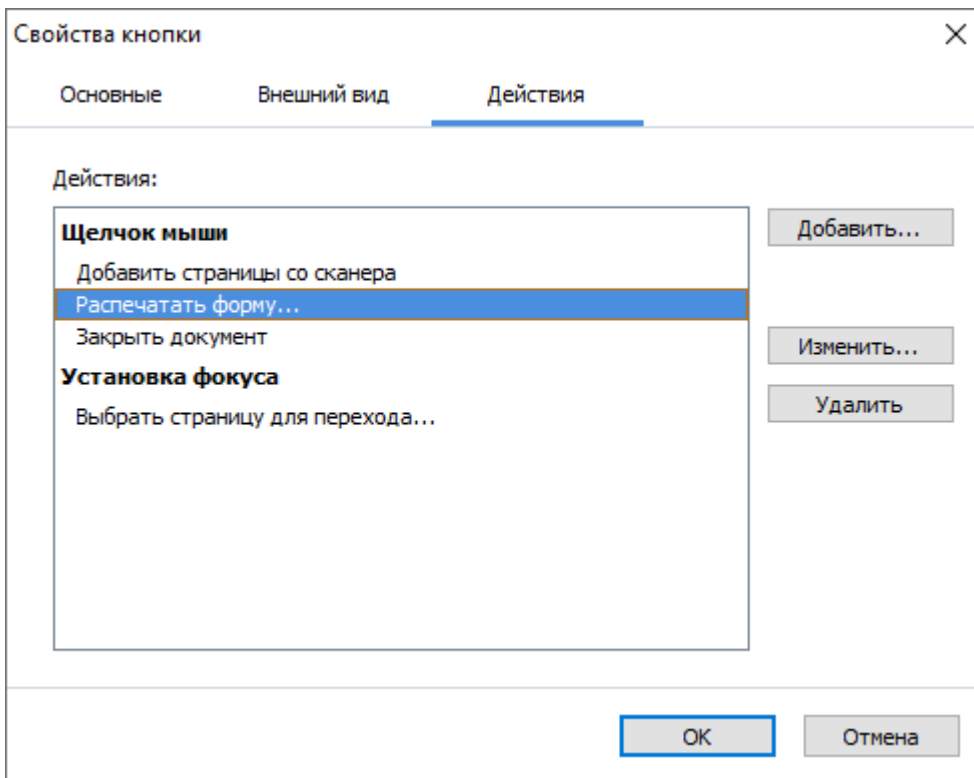 Свойства кнопки
Основные Внешний вид Действия
Действия:
Щелчок мыши
Добавить страницы со сканера
Распечатать форму...
Закрыть документ
Установка фокуса
Выбрать страницу для перехода...
Добавить...
Изменить...
Удалить
ОК Отмена